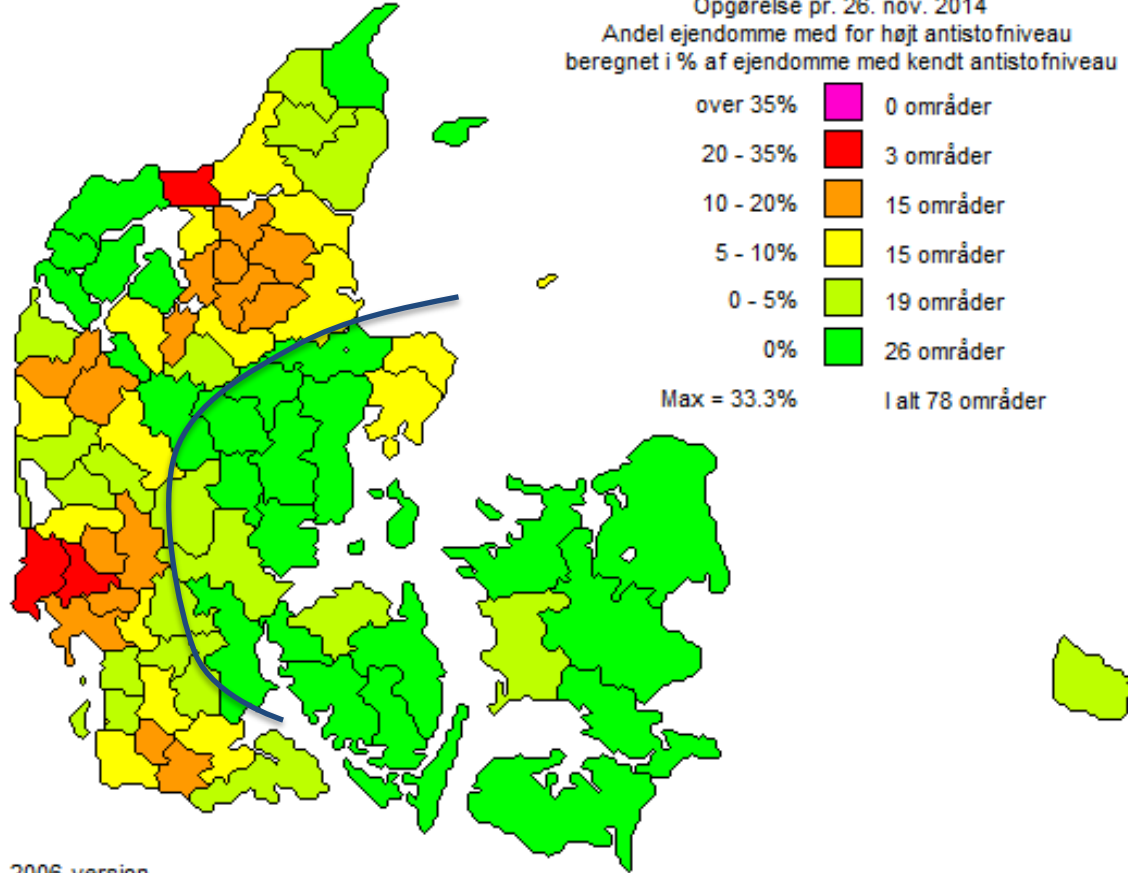 Opgørelse pr. 26. nov. 2014
Andel ejendomme med for højt antistofniveau
beregnet i % af ejendomme med kendt antistofniveau
over 35% 0 områder
20 - 35% 3 områder
10 - 20% 15 områder
5 - 10% 15 områder
0 - 5% 19 områder
0% 26 områder
Max = 33.3% I alt 78 områder
2006-version